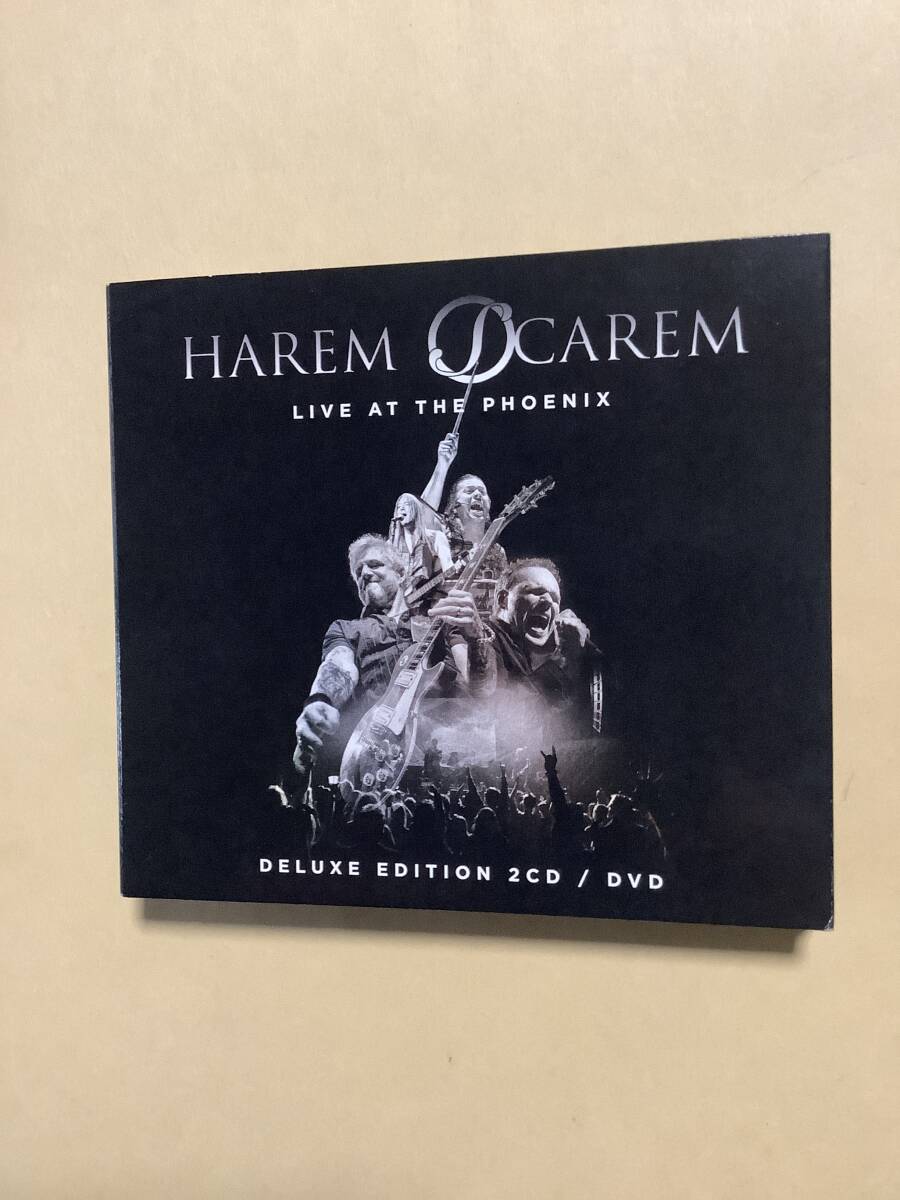 HAREM SCAREM
LIVE AT THE PHOENIX
DELUXE EDITION 2CD / DVD